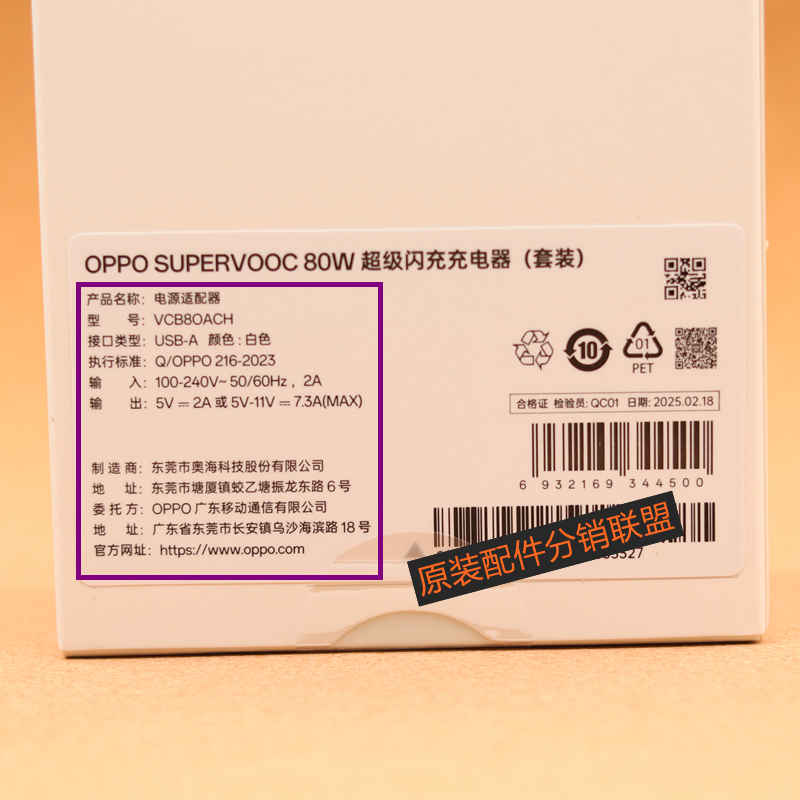 OPPO SUPERVOOC 80W 超级闪充充电器（套装）
产品名称：电源适配器
型 号：VCB8OACH
接口类型：USB-A 颜色：白色
执行标准：Q/OPPO 216-2023
输 入：100-240V~ 50/60Hz，2A
输 出：5V ⎓ 2A 或 5V-11V ⎓ 7.3A(MAX)
制 造 商：东莞市奥海科技股份有限公司
地 址：东莞市塘厦镇蛟乙塘振龙东路 6 号
委 托 方：OPPO 广东移动通信有限公司
地 址：广东省东莞市长安镇乌沙海滨路 18 号
官方网址：https://www.oppo.com
10
01
PET
合格证 检验员: QC01 日期: 2025.02.18
6 932169 344500
原装配件分销联盟